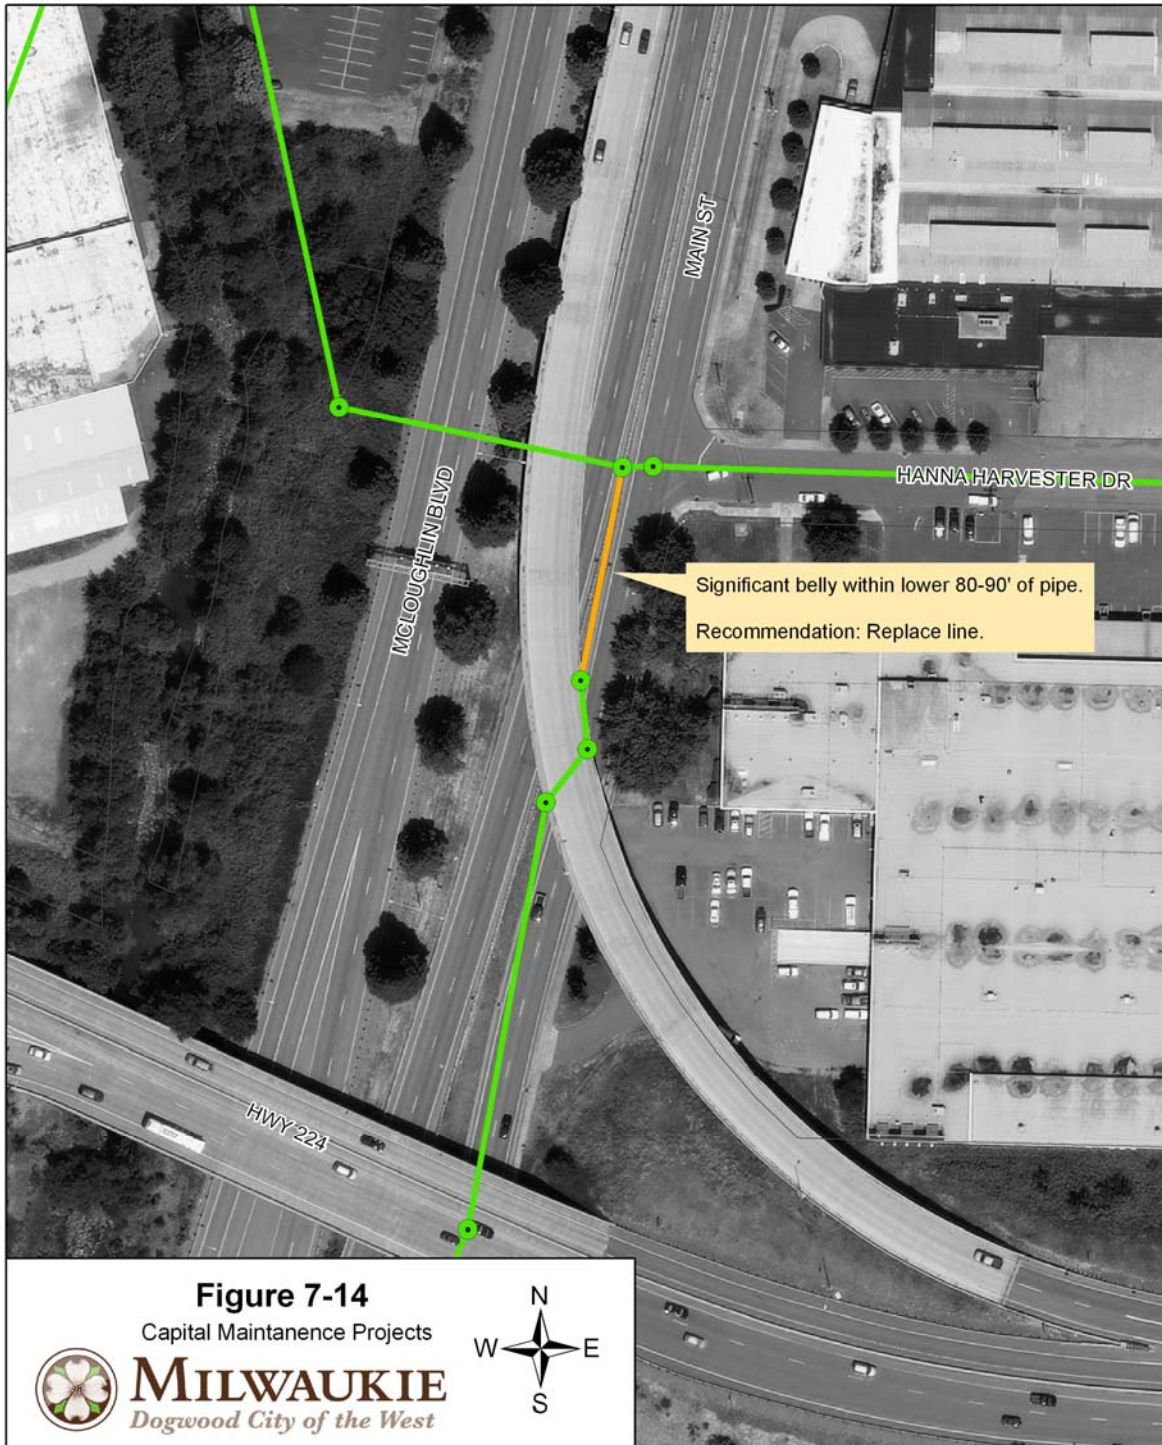 MAIN ST
HANNA HARVESTER DR
MCLOUGHLIN BLVD
Significant belly within lower 80-90' of pipe.
Recommendation: Replace line.
HWY 224
Figure 7-14
Capital Maintanence Projects
MILWAUKIE
Dogwood City of the West
N
W E
S